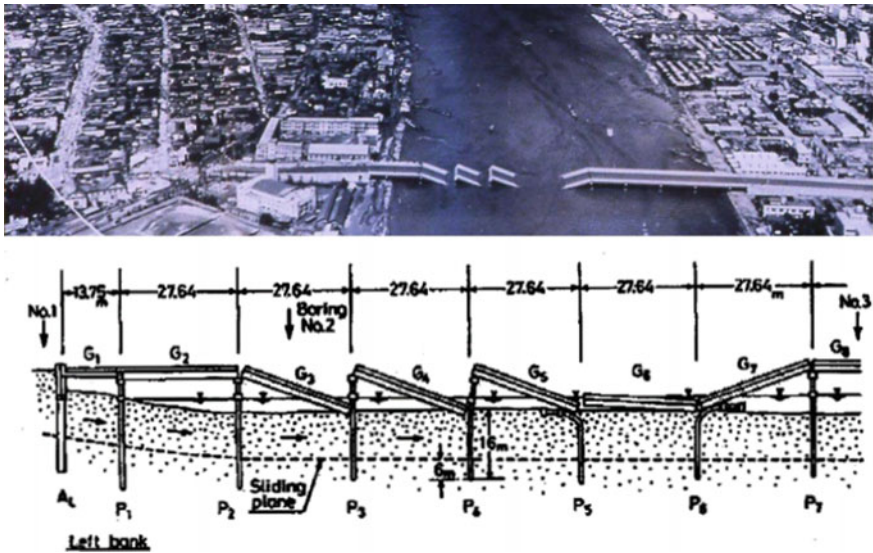 13.75 m 27.64 27.64 27.64 27.64 27.64 27.64m
No.1 Boring No.2 No.3
G1 G2 G3 G4 G5 G6 G7 G8
16m
6m
Sliding plane
P1 P2 P3 P4 P5 P6 P7
Left bank